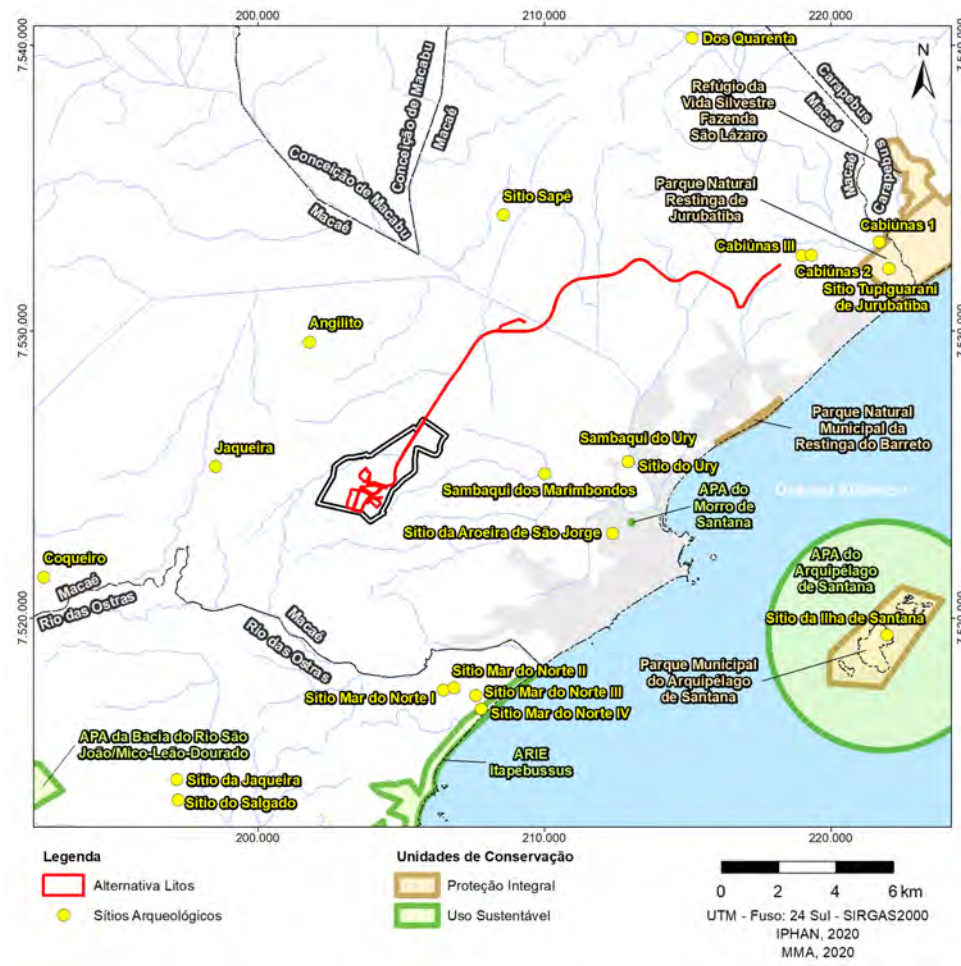 200.000
210.000
220.000
7.540.000
7.540.000
Dos Quarenta
N
Carapebus
Macaé
Refúgio da
Vida Silvestre
Fazenda
São Lázaro
Conceição de Macabu
Macaé
Conceição de Macabu
Macaé
Macaé
Carapebus
Parque Natural
Restinga de
Jurubatiba
Sítio Sapê
Cabiúnas 1
Cabiúnas III
Cabiúnas 2
Sítio Tupiguarani
de Jurubatiba
7.530.000
7.530.000
Angilito
Parque Natural
Municipal da
Restinga do Barreto
Jaqueira
Sambaqui do Ury
Sítio do Ury
Sambaqui dos Marimbondos
APA do
Morro de
Santana
Sítio da Aroeira de São Jorge
Coqueiro
Macaé
Rio das Ostras
APA do
Arquipélago
de Santana
7.520.000
7.520.000
Sítio da Ilha de Santana
Macaé
Rio das Ostras
Parque Municipal
do Arquipélago
de Santana
Sítio Mar do Norte II
Sítio Mar do Norte I
Sítio Mar do Norte III
Sítio Mar do Norte IV
APA da Bacia do Rio São
João/Mico-Leão-Dourado
ARIE
Itapebussus
Sítio da Jaqueira
Sítio do Salgado
200.000
210.000
220.000
Legenda
Alternativa Litos
Sítios Arqueológicos
Unidades de Conservação
Proteção Integral
Uso Sustentável
0 2 4 6 km
UTM - Fuso: 24 Sul - SIRGAS2000
IPHAN, 2020
MMA, 2020